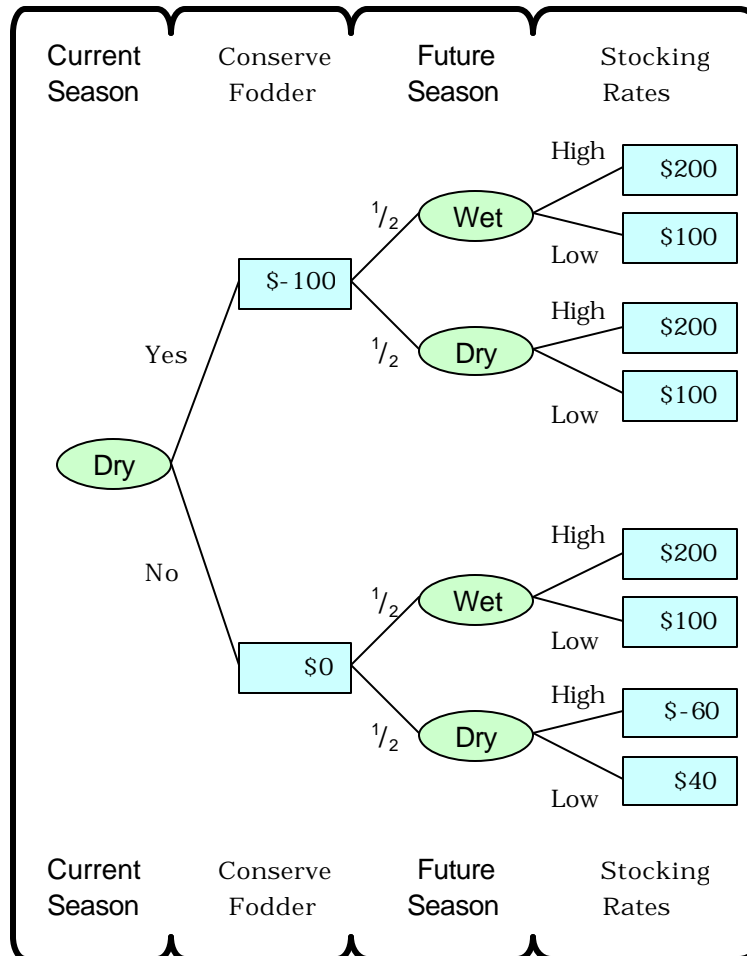 Current Conserve Future Stocking
Season Fodder Season Rates
High
$200
1/2 Wet
$100
Low
$-100
High
$200
1/2 Dry
Yes
$100
Low
Dry
High
$200
No
1/2 Wet
$100
Low
$0
High
$-60
1/2 Dry
$40
Low
Current Conserve Future Stocking
Season Fodder Season Rates